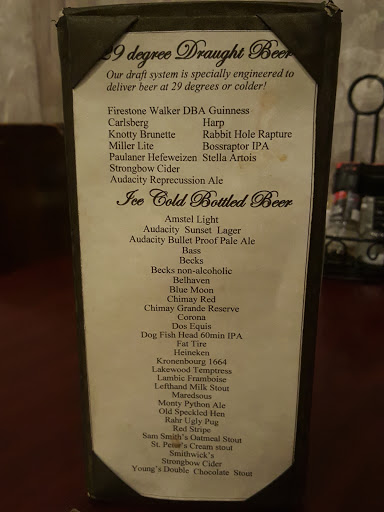 29 degree Draught Beer
Our draft system is specially engineered to
deliver beer at 29 degrees or colder!
Firestone Walker DBA Guinness
Carlsberg Harp
Knotty Brunette Rabbit Hole Rapture
Miller Lite Bossraptor IPA
Paulaner Hefeweizen Stella Artois
Strongbow Cider
Audacity Reprecussion Ale
Ice Cold Bottled Beer
Amstel Light
Audacity Sunset Lager
Audacity Bullet Proof Pale Ale
Bass
Becks
Becks non-alcoholic
Belhaven
Blue Moon
Chimay Red
Chimay Grande Reserve
Corona
Dos Equis
Dog Fish Head 60min IPA
Fat Tire
Heineken
Kronenbourg 1664
Lakewood Temptress
Lambic Framboise
Lefthand Milk Stout
Maredsous
Monty Python Ale
Old Speckled Hen
Rahr Ugly Pug
Red Stripe
Sam Smith's Oatmeal Stout
St. Peter's Cream stout
Smithwick's
Strongbow Cider
Young's Double Chocolate Stout